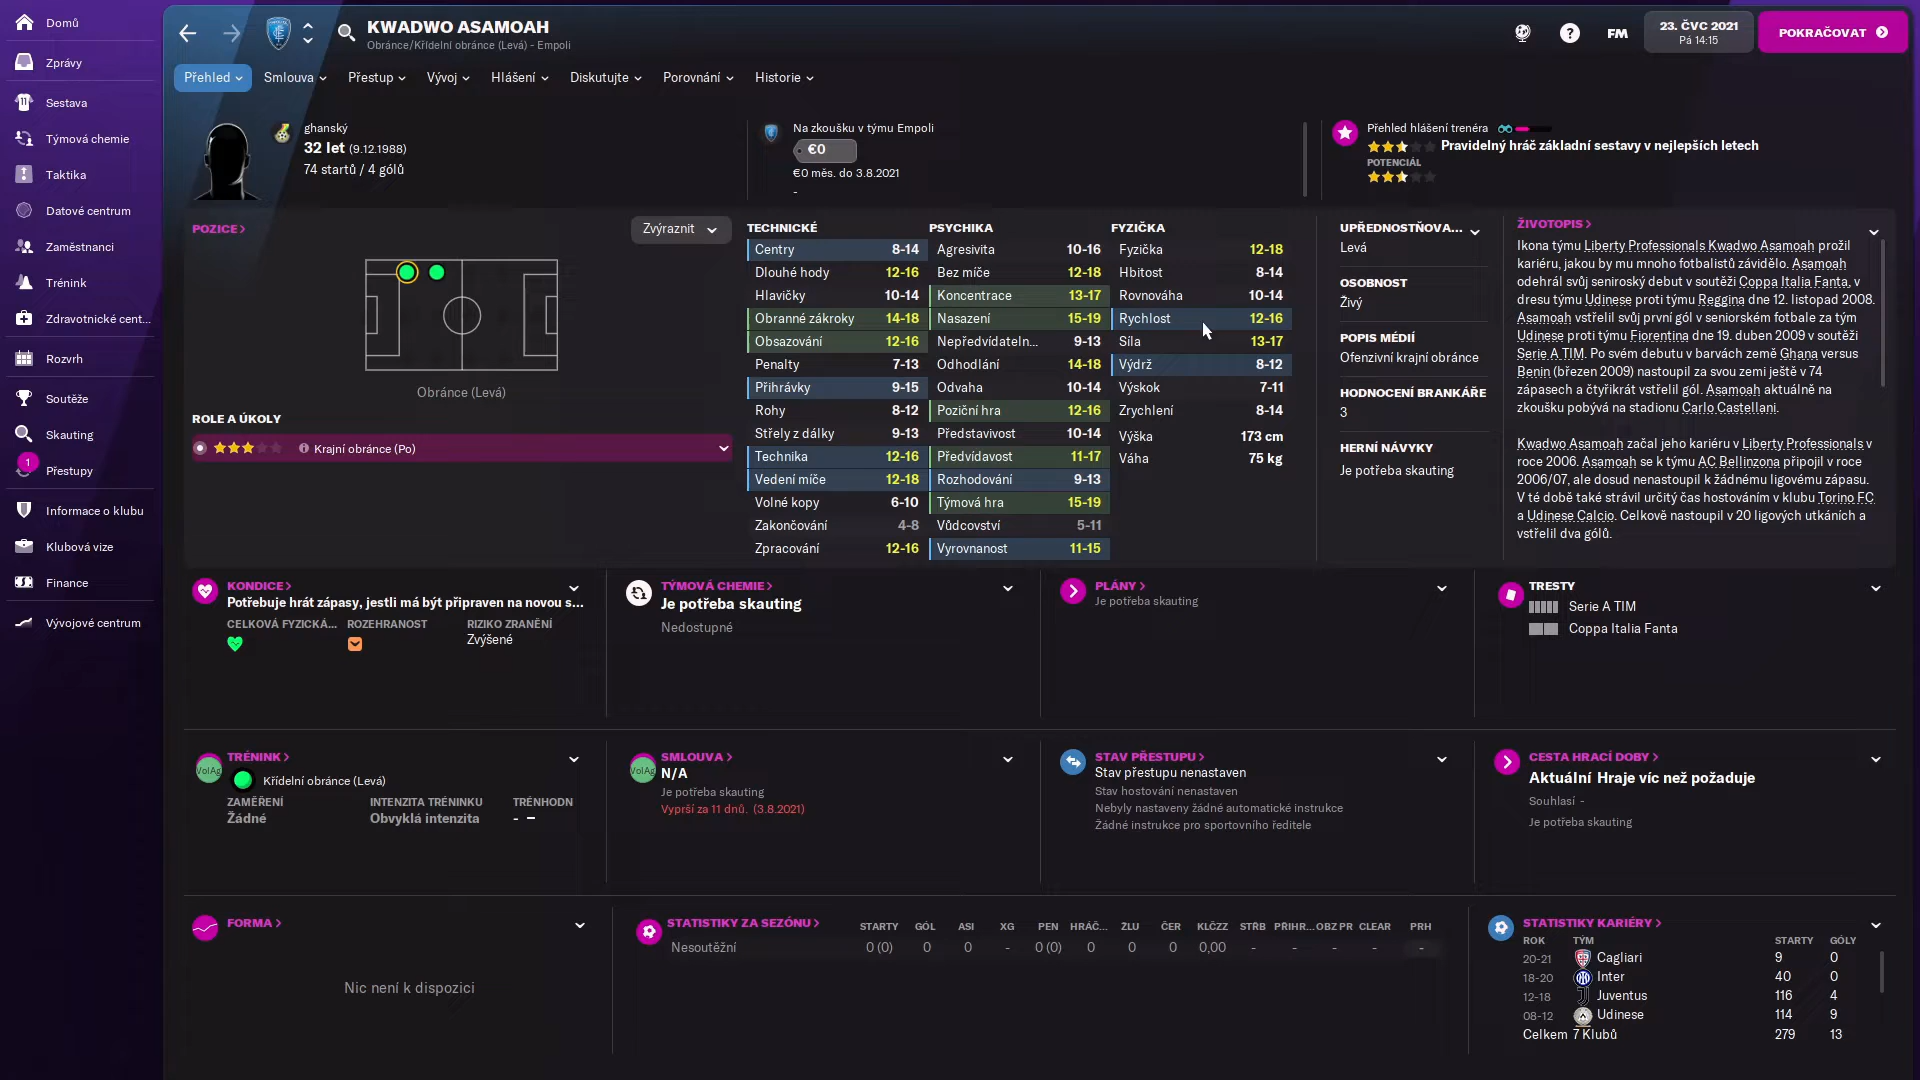 Domů
Zprávy
Sestava
Týmová chemie
Taktika
Datové centrum
Zaměstnanci
Trénink
Zdravotnické cent...
Rozvrh
Soutěže
Skauting
1
Přestupy
Informace o klubu
Klubová vize
Finance
Vývojové centrum
KWADWO ASAMOAH
Obránce/Křídelní obránce (Levá) - Empoli
FM
23. ČVC 2021
Pá 14:15
POKRAČOVAT
Přehled
Smlouva
Přestup
Vývoj
Hlášení
Diskutujte
Porovnání
Historie
ghanský
32 let (9.12.1988)
74 startů / 4 gólů
Na zkoušku v týmu Empoli
€0
€0 měs. do 3.8.2021
-
Přehled hlášení trenéra
Pravidelný hráč základní sestavy v nejlepších letech
POTENCIÁL
POZICE >
Zvýraznit
Obránce (Levá)
ROLE A ÚKOLY
Krajní obránce (Po)
TECHNICKÉ
Centry 8-14
Dlouhé hody 12-16
Hlavičky 10-14
Obranné zákroky 14-18
Obsazování 12-16
Penalty 7-13
Přihrávky 9-15
Rohy 8-12
Střely z dálky 9-13
Technika 12-16
Vedení míče 12-18
Volné kopy 6-10
Zakončování 4-8
Zpracování 12-16
PSYCHIKA
Agresivita 10-16
Bez míče 12-18
Koncentrace 13-17
Nasazení 15-19
Nepředvídateln... 9-13
Odhodlání 14-18
Odvaha 10-14
Poziční hra 12-16
Představivost 10-14
Předvídavost 11-17
Rozhodování 9-13
Týmová hra 15-19
Vůdcovství 5-11
Vyrovnanost 11-15
FYZIČKA
Fyzička 12-18
Hbitost 8-14
Rovnováha 10-14
Rychlost 12-16
Síla 13-17
Výdrž 8-12
Výskok 7-11
Zrychlení 8-14
Výška 173 cm
Váha 75 kg
UPŘEDNOSTŇOVA...
Levá
OSOBNOST
Živý
POPIS MÉDIÍ
Ofenzivní krajní obránce
HODNOCENÍ BRANKÁŘE
3
HERNÍ NÁVYKY
Je potřeba skauting
ŽIVOTOPIS >
Ikona týmu Liberty Professionals Kwadwo Asamoah prožil
kariéru, jakou by mu mnoho fotbalistů závidělo. Asamoah
odehrál svůj seniroský debut v soutěži Coppa Italia Fanta, v
dresu týmu Udinese proti týmu Reggina dne 12. listopad 2008.
Asamoah vstřelil svůj první gól v seniorském fotbale za tým
Udinese proti týmu Fiorentina dne 19. duben 2009 v soutěži
Serie A TIM. Po svém debutu v barvách země Ghana versus
Benin (březen 2009) nastoupil za svou zemi ještě v 74
zápasech a čtyřikrát vstřelil gól. Asamoah aktuálně na
zkoušku pobývá na stadionu Carlo Castellani.
Kwadwo Asamoah začal jeho kariéru v Liberty Professionals v
roce 2006. Asamoah se k týmu AC Bellinzona připojil v roce
2006/07, ale dosud nenastoupil k žádnému ligovému zápasu.
V té době také strávil určitý čas hostováním v klubu Torino FC
a Udinese Calcio. Celkově nastoupil v 20 ligových utkáních a
vstřelil dva gólů.
KONDICE >
Potřebuje hrát zápasy, jestli má být připraven na novou s...
CELKOVÁ FYZICKÁ... ROZEHRANOST RIZIKO ZRANĚNÍ
Zvýšené
TÝMOVÁ CHEMIE >
Je potřeba skauting
Nedostupné
PLÁNY >
Je potřeba skauting
TRESTY
Serie A TIM
Coppa Italia Fanta
TRÉNINK >
VolAg
Křídelní obránce (Levá)
ZAMĚŘENÍ INTENZITA TRÉNINKU TRÉNHODN
Žádné Obvyklá intenzita - –
SMLOUVA >
VolAg
N/A
Je potřeba skauting
Vyprší za 11 dnů. (3.8.2021)
STAV PŘESTUPU >
Stav přestupu nenastaven
Stav hostování nenastaven
Nebyly nastaveny žádné automatické instrukce
Žádné instrukce pro sportovního ředitele
CESTA HRACÍ DOBY >
Aktuální Hraje víc než požaduje
Souhlasí -
Je potřeba skauting
FORMA >
Nic není k dispozici
STATISTIKY ZA SEZÓNU > STARTY GÓL ASI XG PEN HRÁČ... ŽLU ČER KLČZZ STŘB PŘIHR... OBZ PR CLEAR PRH
Nesoutěžní 0 (0) 0 0 - 0 (0) 0 0 0 0,00 - - - - -
STATISTIKY KARIÉRY >
ROK TÝM STARTY GÓLY
20-21 Cagliari 9 0
18-20 Inter 40 0
12-18 Juventus 116 4
08-12 Udinese 114 9
Celkem 7 Klubů 279 13